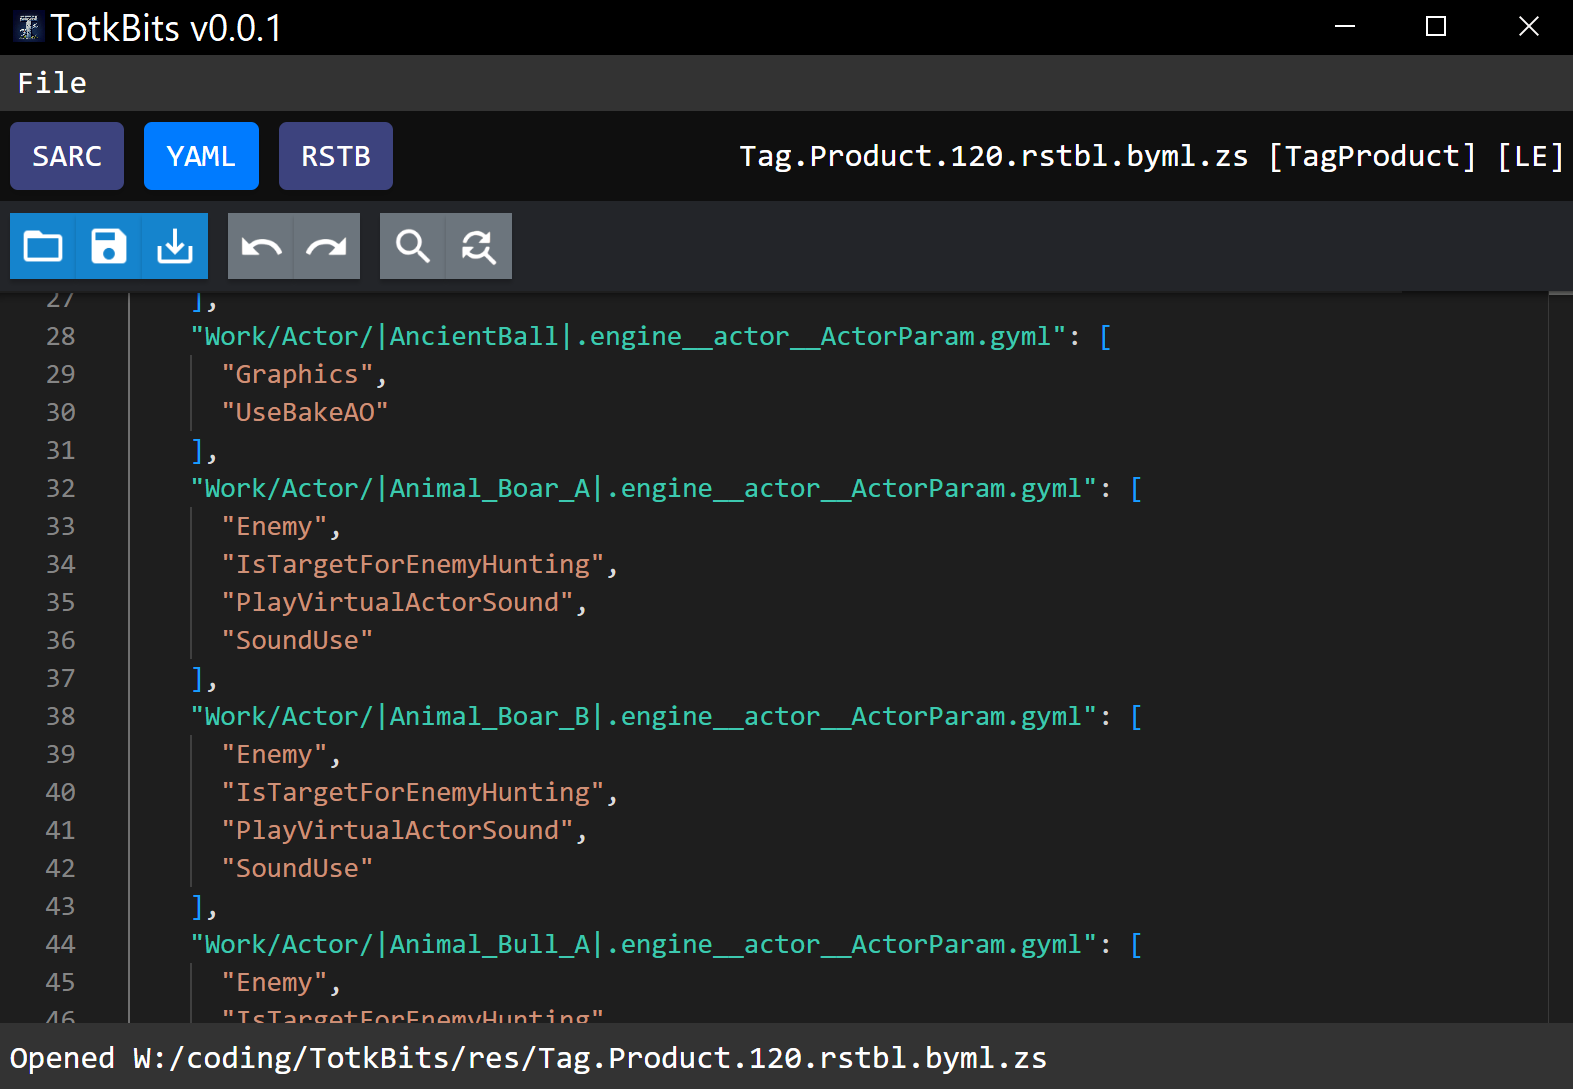 TotkBits v0.0.1
File
SARC YAML RSTB Tag.Product.120.rstbl.byml.zs [TagProduct] [LE]
27 ],
28 "Work/Actor/|AncientBall|.engine__actor__ActorParam.gyml": [
29 "Graphics",
30 "UseBakeAO"
31 ],
32 "Work/Actor/|Animal_Boar_A|.engine__actor__ActorParam.gyml": [
33 "Enemy",
34 "IsTargetForEnemyHunting",
35 "PlayVirtualActorSound",
36 "SoundUse"
37 ],
38 "Work/Actor/|Animal_Boar_B|.engine__actor__ActorParam.gyml": [
39 "Enemy",
40 "IsTargetForEnemyHunting",
41 "PlayVirtualActorSound",
42 "SoundUse"
43 ],
44 "Work/Actor/|Animal_Bull_A|.engine__actor__ActorParam.gyml": [
45 "Enemy",
46 "IsTargetForEnemyHunting"
Opened W:/coding/TotkBits/res/Tag.Product.120.rstbl.byml.zs